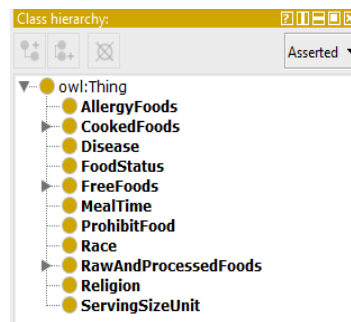 Class hierarchy:
Asserted
owl:Thing
AllergyFoods
CookedFoods
Disease
FoodStatus
FreeFoods
MealTime
ProhibitFood
Race
RawAndProcessedFoods
Religion
ServingSizeUnit